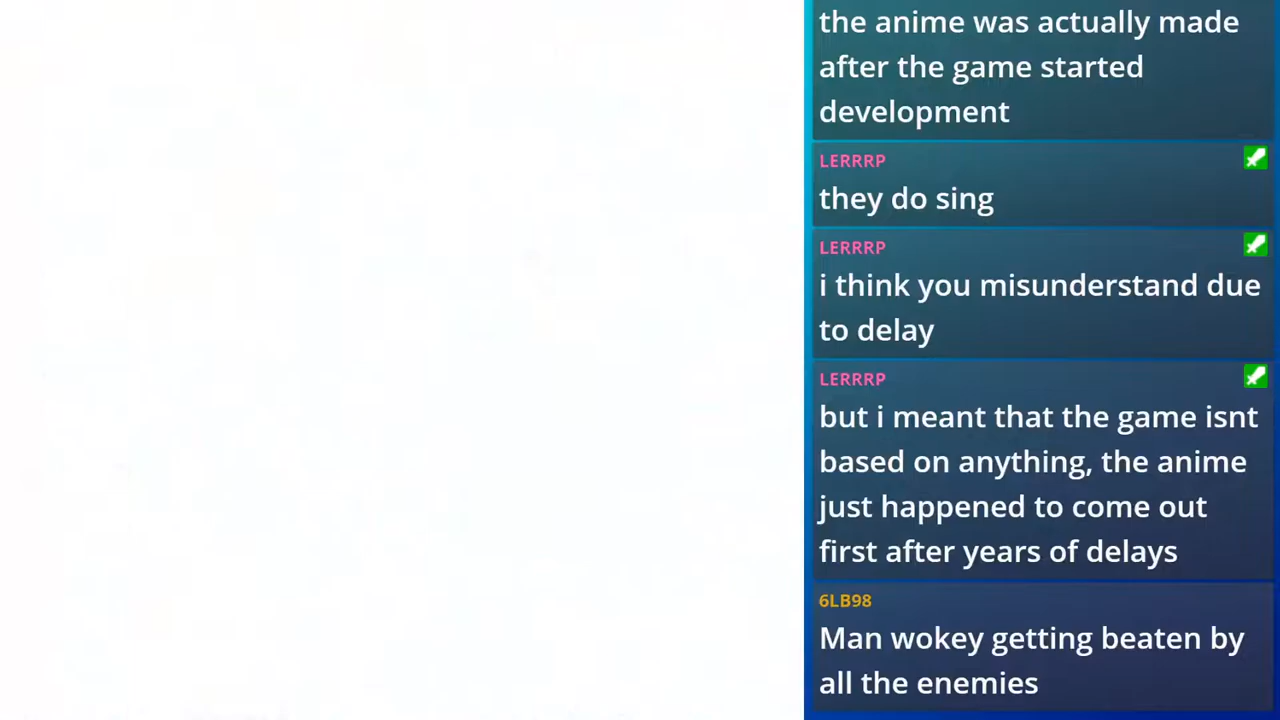 the anime was actually made
after the game started
development
LERRRP
they do sing
LERRRP
i think you misunderstand due
to delay
LERRRP
but i meant that the game isnt
based on anything, the anime
just happened to come out
first after years of delays
6LB98
Man wokey getting beaten by
all the enemies